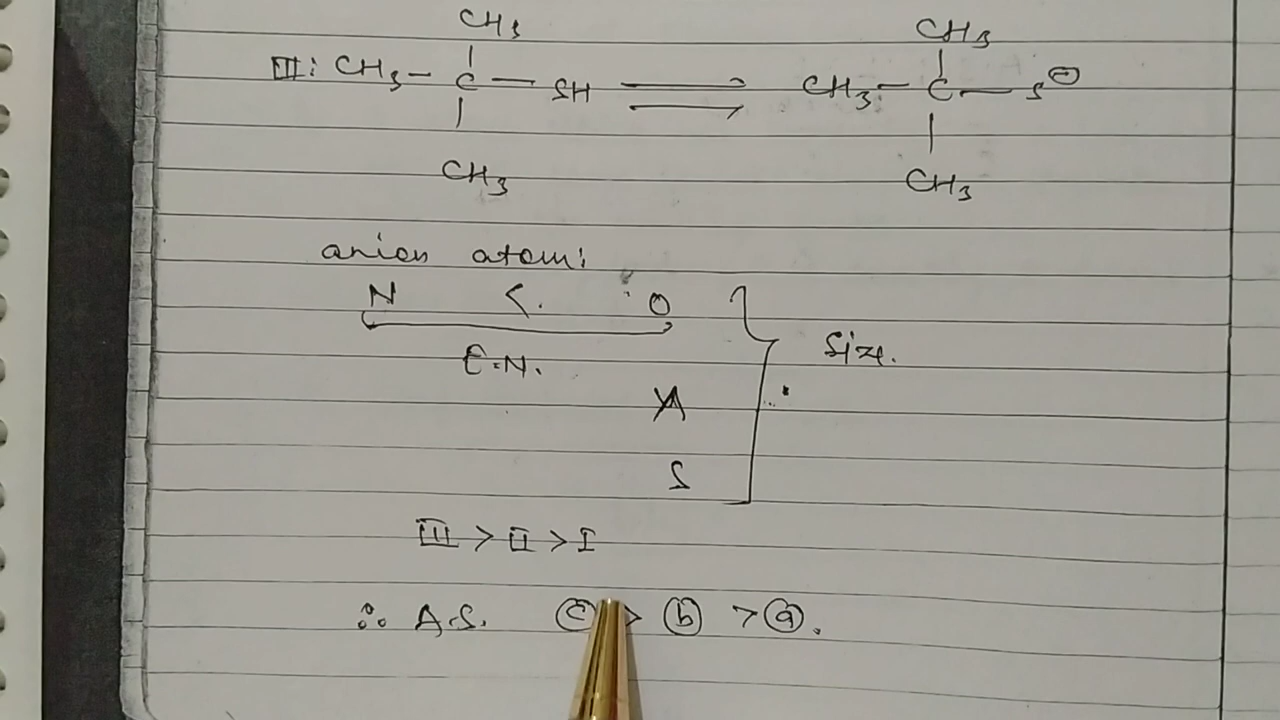 CH3 CH3
III: CH3 – C – SH ⇌ CH3 – C – S⊖
CH3 CH3
anion atom:
N < O
E.N.
Size.
S
III > II > I
∴ A.S. ⓒ > ⓑ > ⓐ.